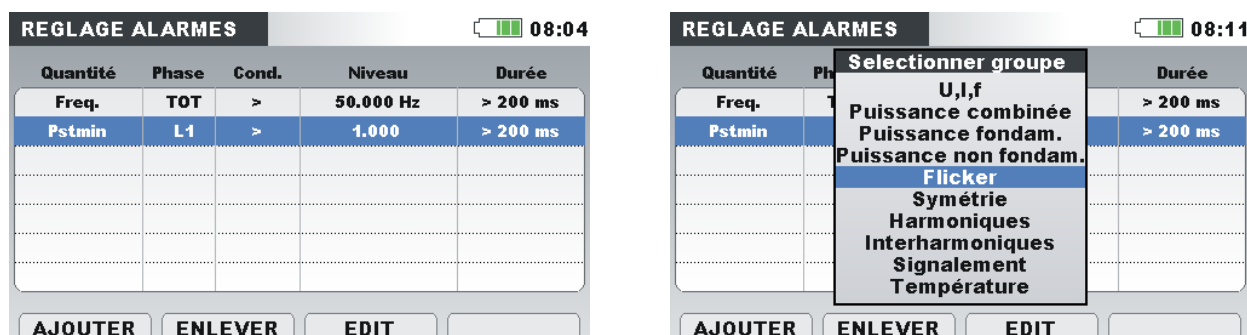 REGLAGE ALARMES 08:04
Quantité Phase Cond. Niveau Durée
Freq. TOT > 50.000 Hz > 200 ms
Pstmin L1 > 1.000 > 200 ms
AJOUTER ENLEVER EDIT
REGLAGE ALARMES 08:11
Quantité Ph Durée
Freq. T > 200 ms
Pstmin > 200 ms
Selectionner groupe
U,I,f
Puissance combinée
Puissance fondam.
Puissance non fondam.
Flicker
Symétrie
Harmoniques
Interharmoniques
Signalement
Température
AJOUTER ENLEVER EDIT